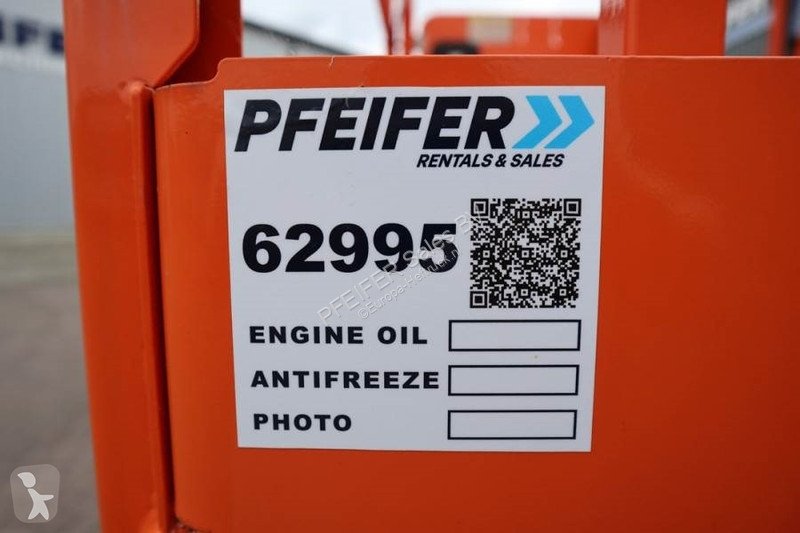 PFEIFER
RENTALS & SALES
62995
ENGINE OIL
ANTIFREEZE
PHOTO